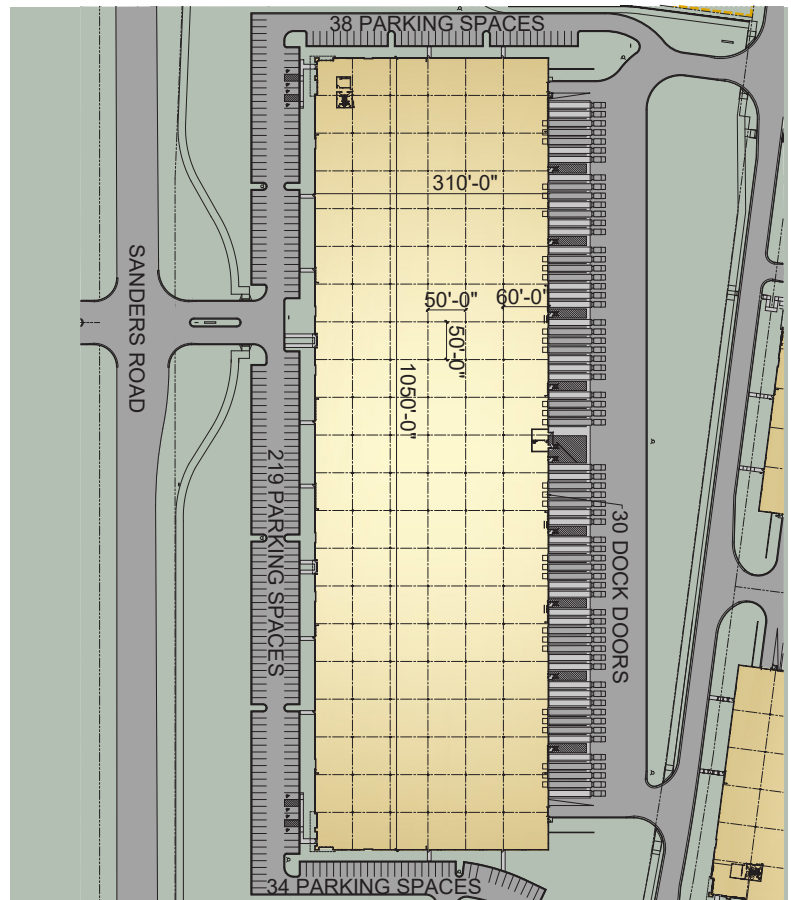 38 PARKING SPACES
310'-0"
SANDERS ROAD
50'-0"
60'-0"
50'-0"
1050'-0"
219 PARKING SPACES
30 DOCK DOORS
34 PARKING SPACES